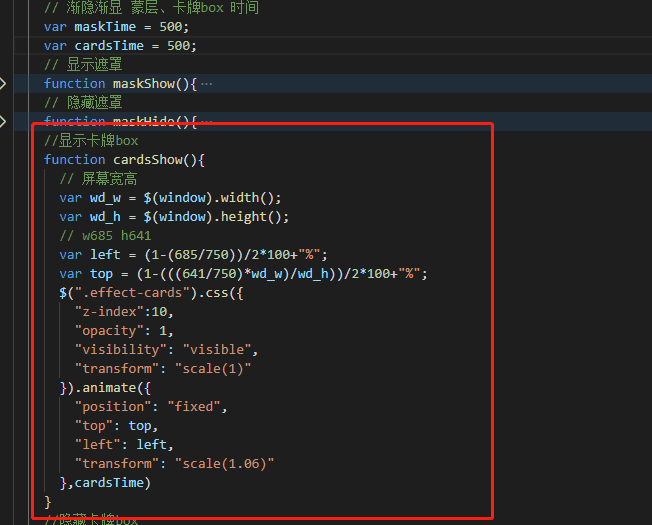 // 渐隐渐显 蒙层、卡牌box 时间
var maskTime = 500;
var cardsTime = 500;
// 显示遮罩
function maskShow(){ ···
// 隐藏遮罩
function maskHide(){ ···
//显示卡牌box
function cardsShow(){
// 屏幕宽高
var wd_w = $(window).width();
var wd_h = $(window).height();
// w685 h641
var left = (1-(685/750))/2*100+"%";
var top = (1-(((641/750)*wd_w)/wd_h))/2*100+"%";
$(".effect-cards").css({
"z-index":10,
"opacity": 1,
"visibility": "visible",
"transform": "scale(1)"
}).animate({
"position": "fixed",
"top": top,
"left": left,
"transform": "scale(1.06)"
},cardsTime)
}
//隐藏卡牌box